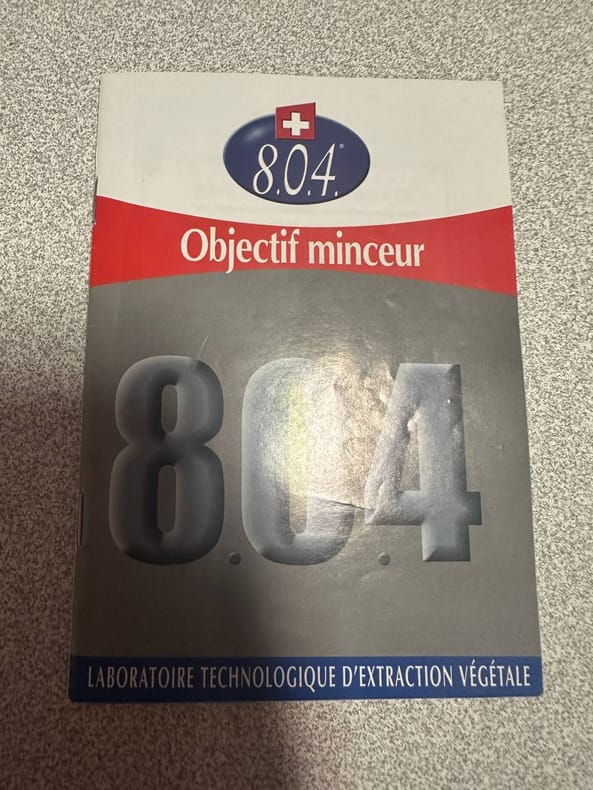 8.0.4.®
Objectif minceur
8.0.4
LABORATOIRE TECHNOLOGIQUE D'EXTRACTION VÉGÉTALE